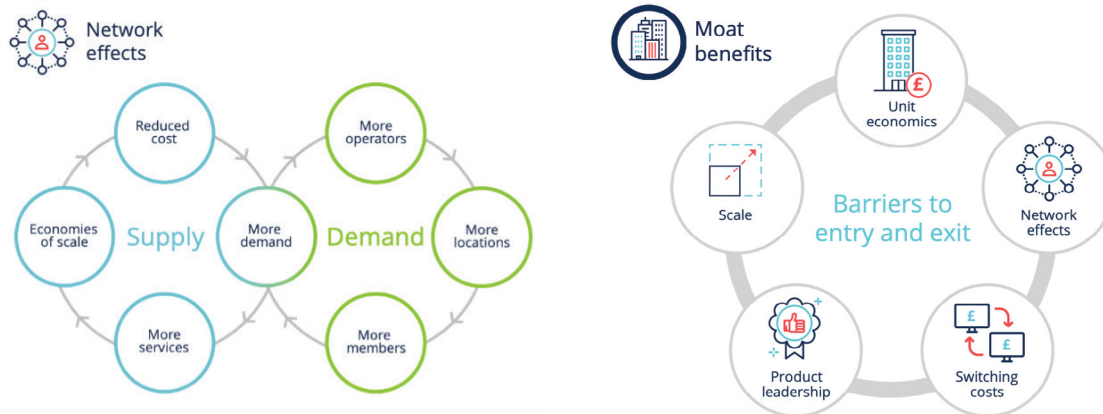 Network
effects
Reduced
cost
More
operators
Economies
of scale
Supply
More
demand
Demand
More
locations
More
services
More
members
Moat
benefits
£
Unit
economics
Scale
Barriers to
entry and exit
Network
effects
Product
leadership
£
£
Switching
costs